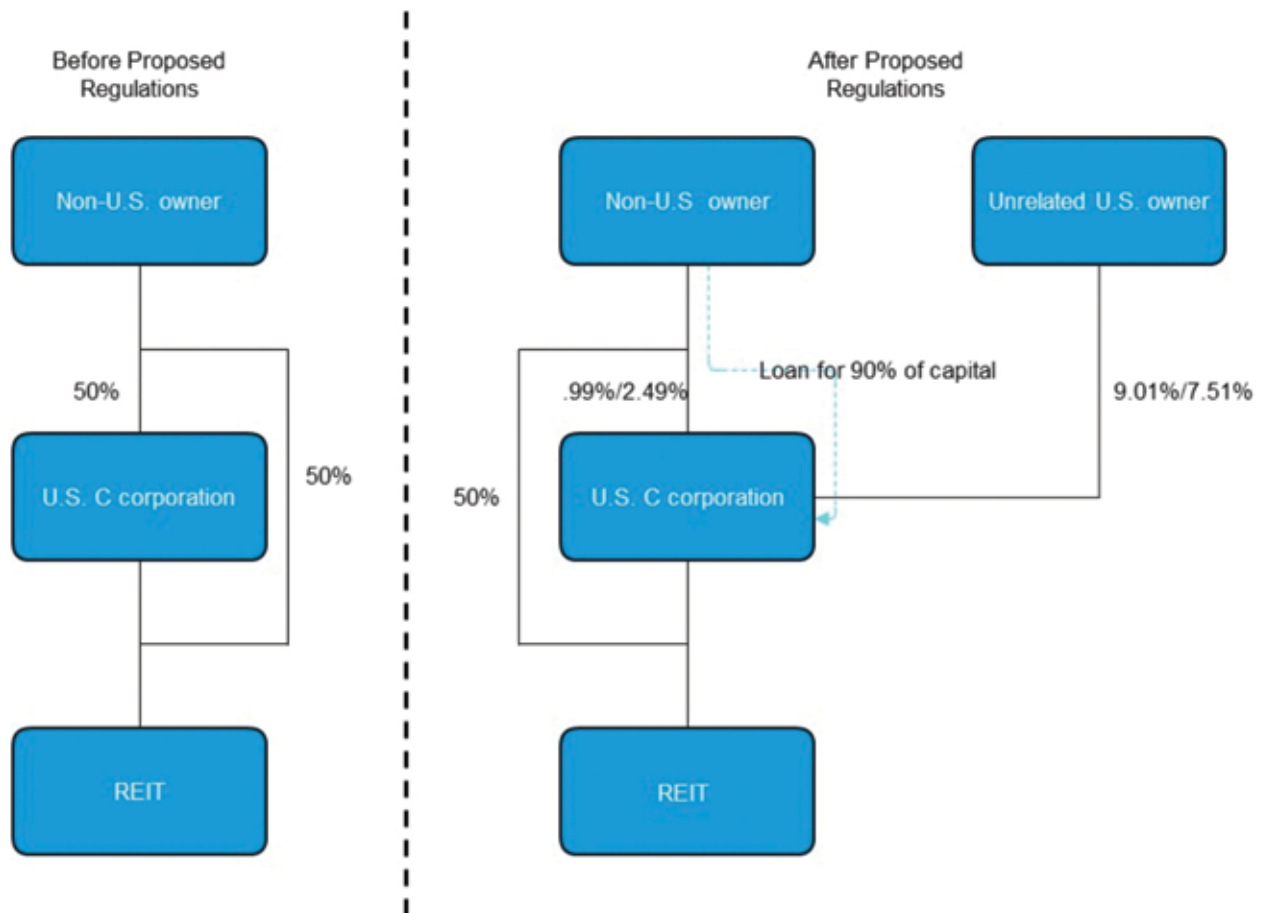 Before Proposed
Regulations
Non-U.S. owner
50%
50%
U.S. C corporation
REIT
After Proposed
Regulations
Non-U.S owner
Unrelated U.S. owner
Loan for 90% of capital
.99%/2.49%
9.01%/7.51%
50%
U.S. C corporation
REIT